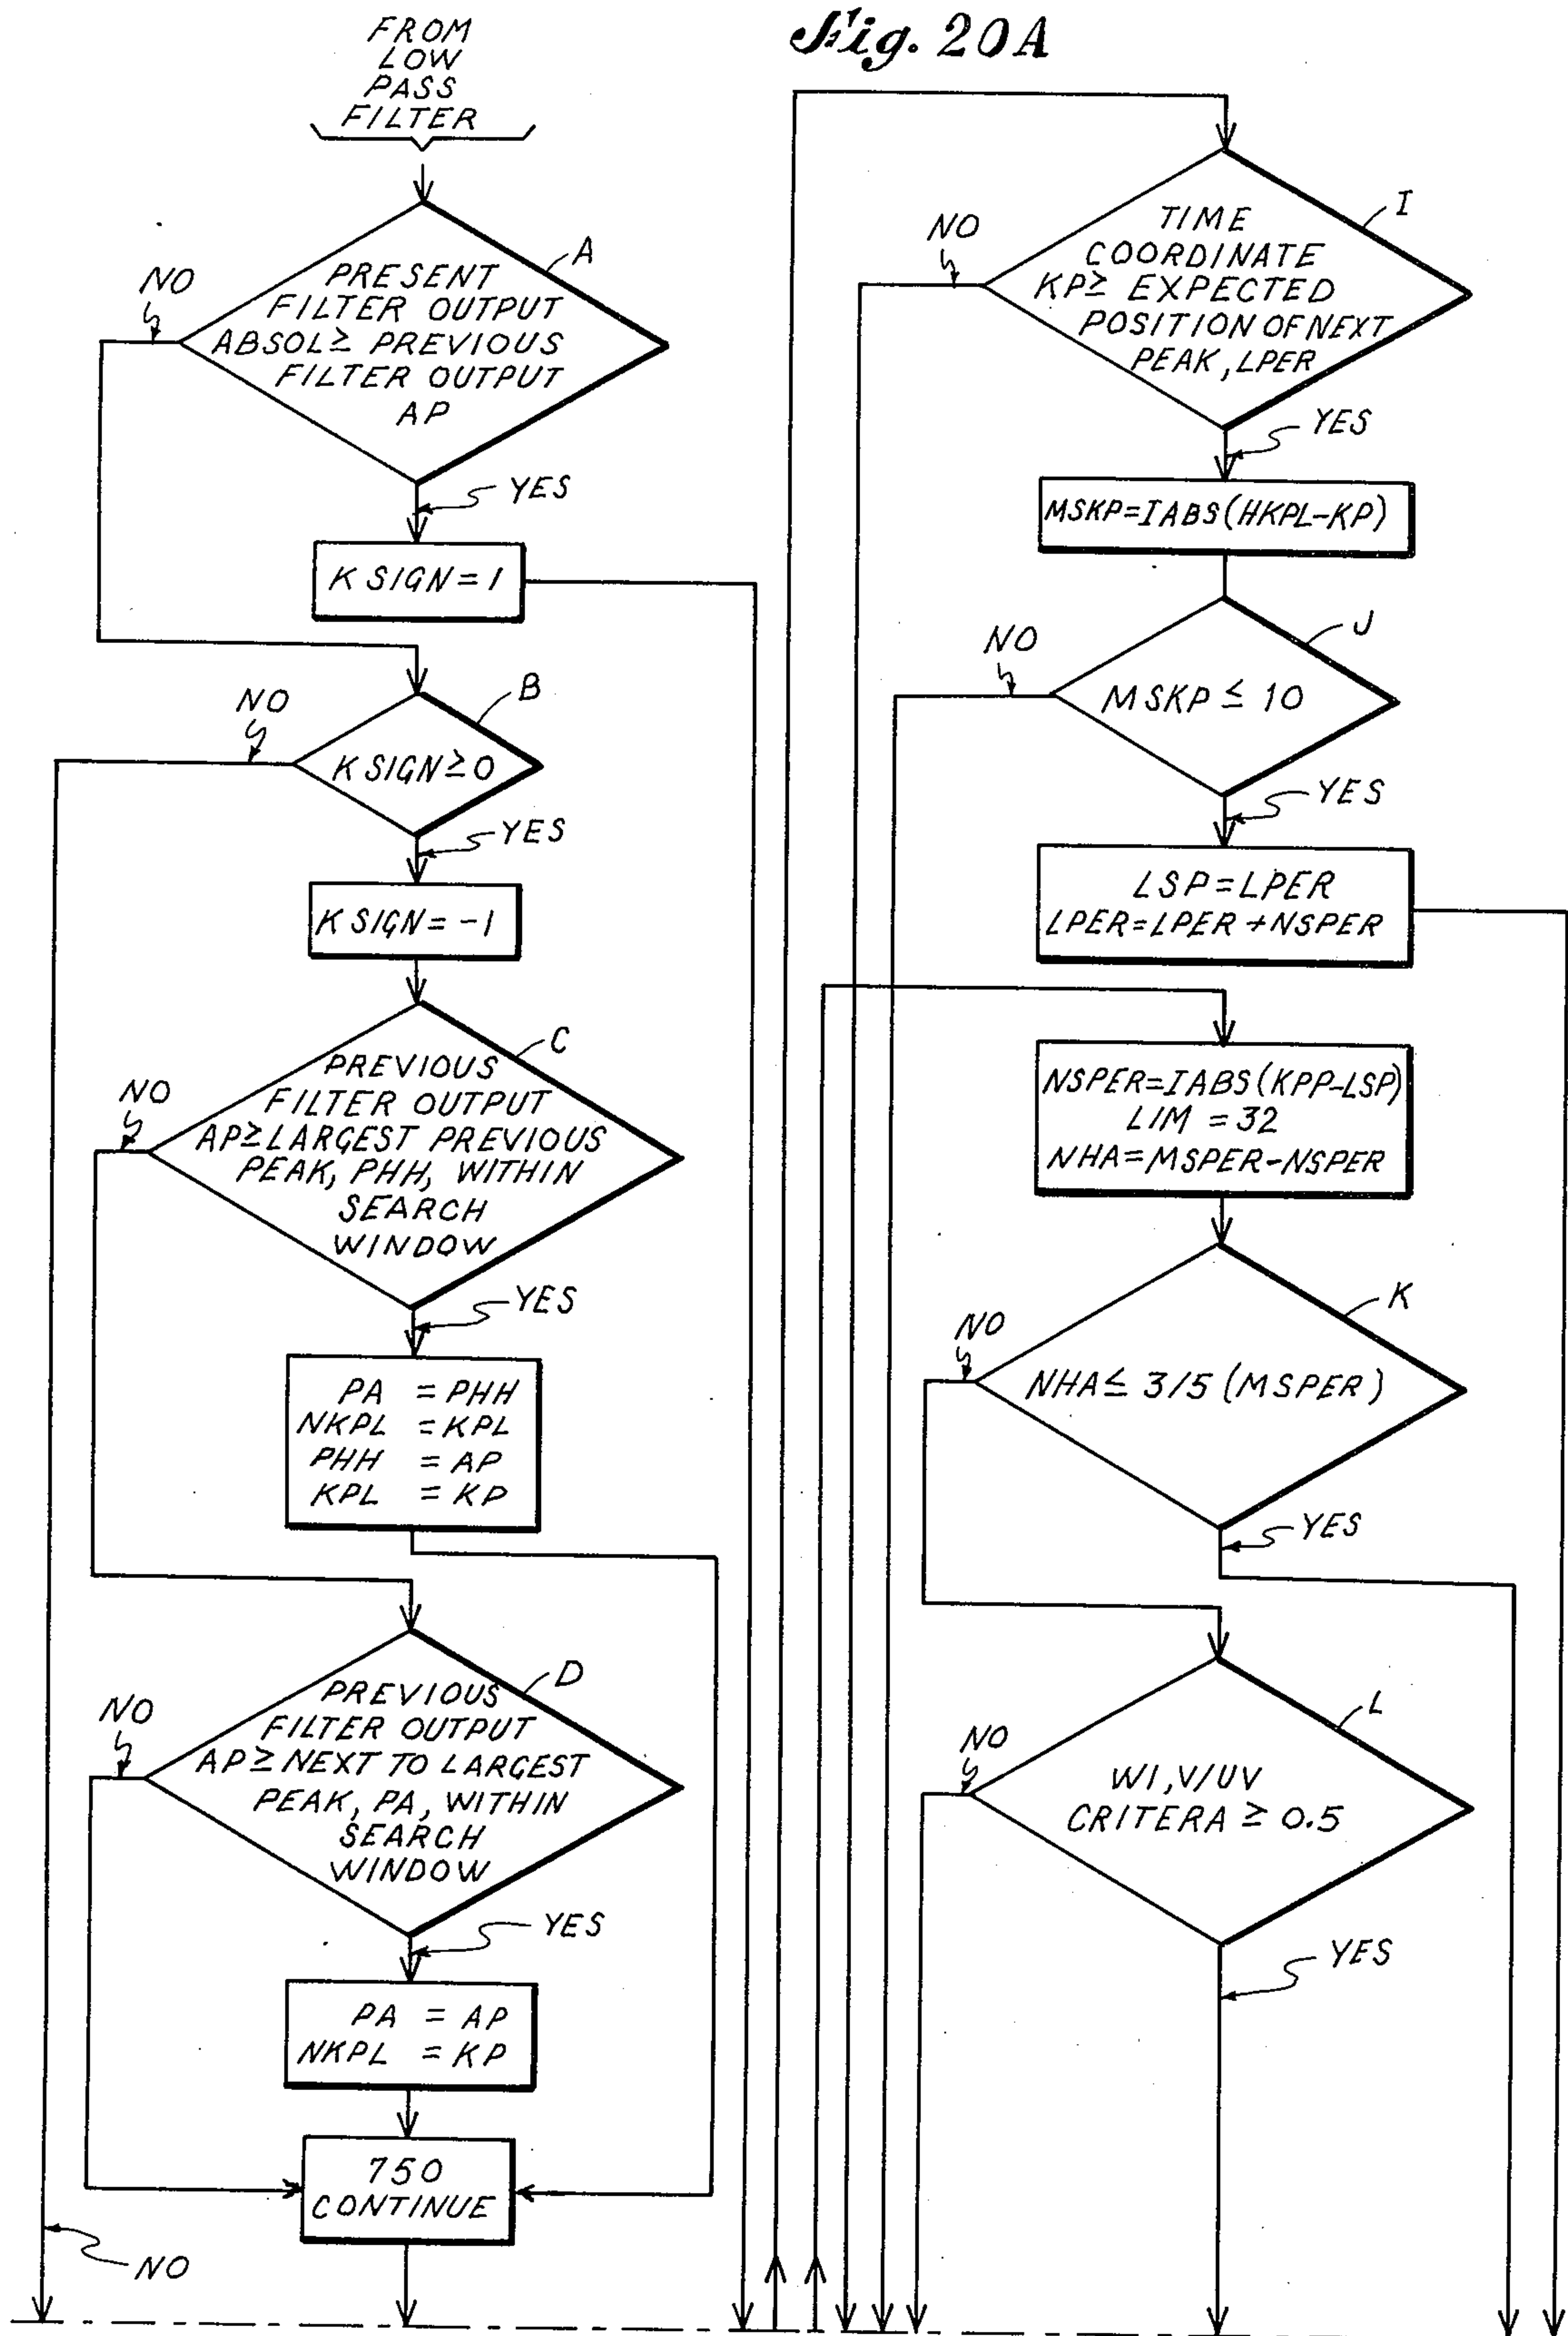 Fig. 20A
FROM
LOW
PASS
FILTER
A
NO
PRESENT
FILTER OUTPUT
ABSOL ≥ PREVIOUS
FILTER OUTPUT
AP
YES
K SIGN = 1
B
NO
K SIGN ≥ 0
YES
K SIGN = -1
C
NO
PREVIOUS
FILTER OUTPUT
AP ≥ LARGEST PREVIOUS
PEAK, PHH, WITHIN
SEARCH
WINDOW
YES
PA = PHH
NKPL = KPL
PHH = AP
KPL = KP
D
NO
PREVIOUS
FILTER OUTPUT
AP ≥ NEXT TO LARGEST
PEAK, PA, WITHIN
SEARCH
WINDOW
YES
PA = AP
NKPL = KP
750
CONTINUE
NO
I
NO
TIME
COORDINATE
KP ≥ EXPECTED
POSITION OF NEXT
PEAK, LPER
YES
MSKP = IABS(HKPL-KP)
J
NO
MSKP ≤ 10
YES
LSP = LPER
LPER = LPER + NSPER
NSPER = IABS(KPP-LSP)
LIM = 32
NHA = MSPER-NSPER
K
NO
NHA ≤ 3/5 (MSPER)
YES
L
NO
WI, V/UV
CRITERA ≥ 0.5
YES